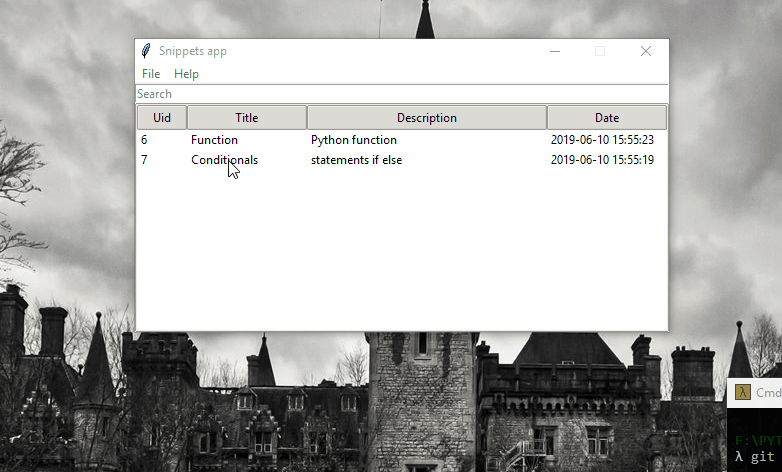 Snippets app
File Help
Search
Uid Title Description Date
6 Function Python function 2019-06-10 15:55:23
7 Conditionals statements if else 2019-06-10 15:55:19
λ Cmd
F:\PYT
λ git